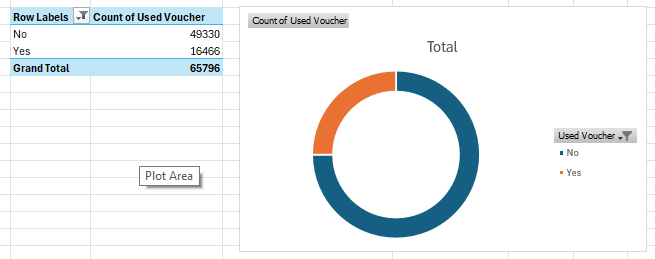 Row Labels Count of Used Voucher
No 49330
Yes 16466
Grand Total 65796
Plot Area
Count of Used Voucher
Total
Used Voucher
No
Yes